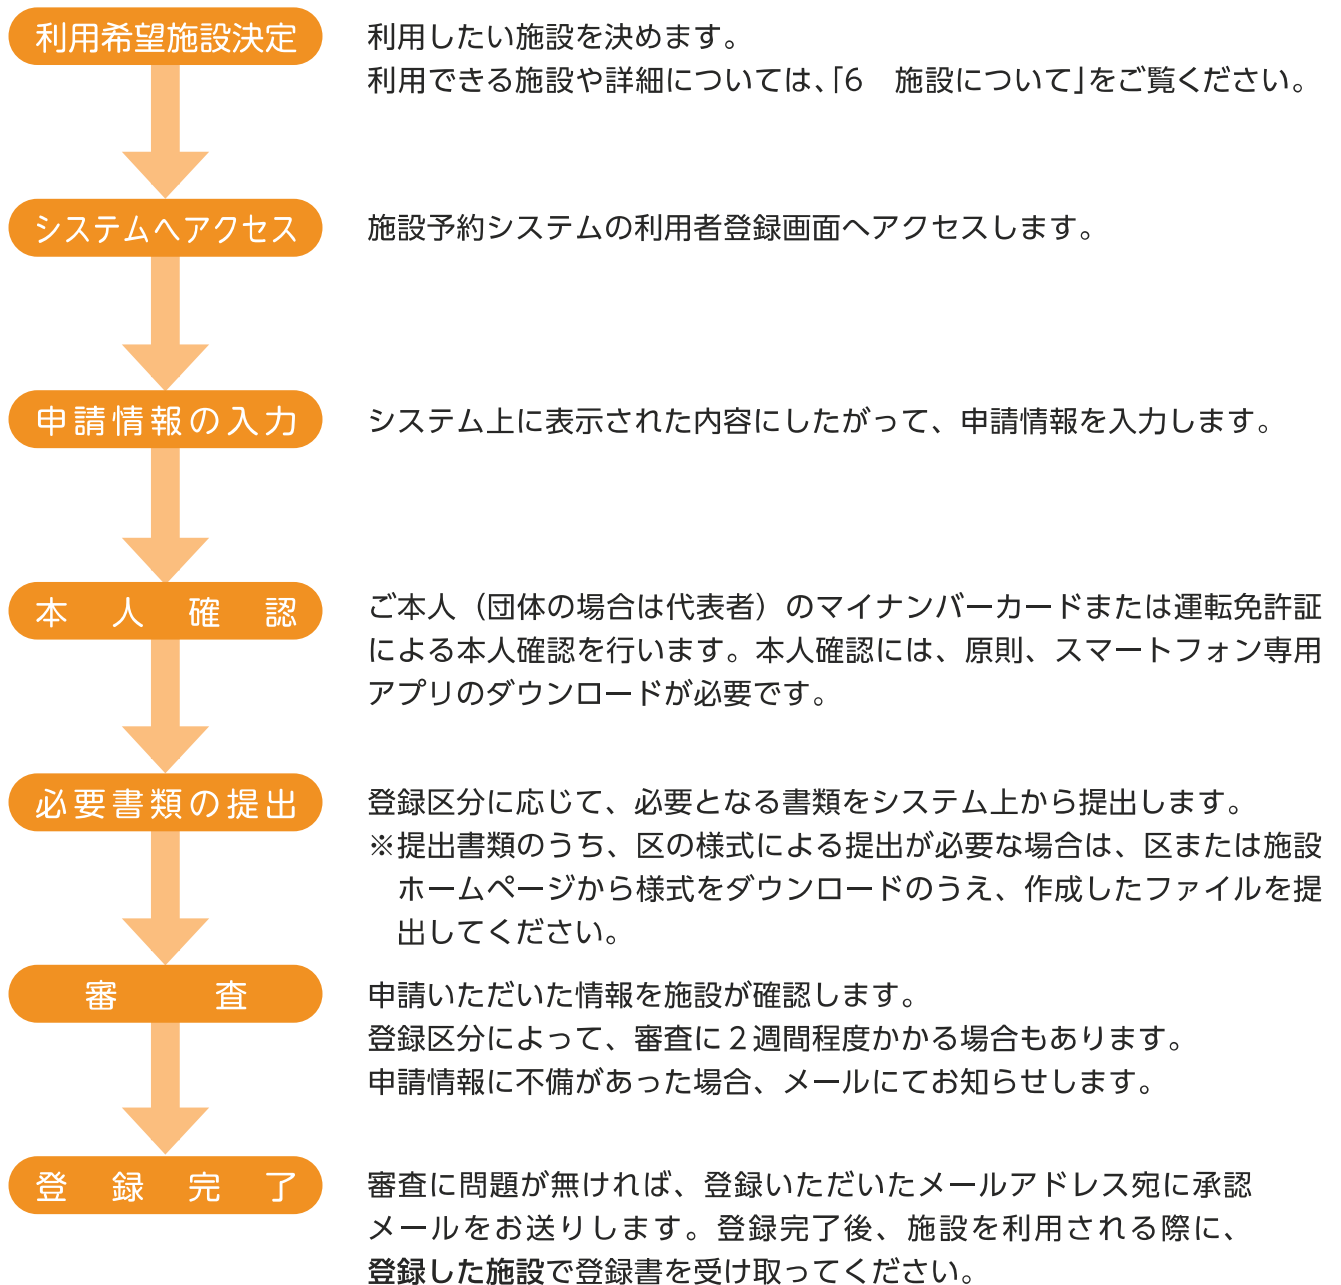 利用希望施設決定
利用したい施設を決めます。
利用できる施設や詳細については、「6　施設について」をご覧ください。
システムへアクセス
施設予約システムの利用者登録画面へアクセスします。
申請情報の入力
システム上に表示された内容にしたがって、申請情報を入力します。
本人確認
ご本人（団体の場合は代表者）のマイナンバーカードまたは運転免許証
による本人確認を行います。本人確認には、原則、スマートフォン専用
アプリのダウンロードが必要です。
必要書類の提出
登録区分に応じて、必要となる書類をシステム上から提出します。
※提出書類のうち、区の様式による提出が必要な場合は、区または施設
ホームページから様式をダウンロードのうえ、作成したファイルを提
出してください。
審査
申請いただいた情報を施設が確認します。
登録区分によって、審査に２週間程度かかる場合もあります。
申請情報に不備があった場合、メールにてお知らせします。
登録完了
審査に問題が無ければ、登録いただいたメールアドレス宛に承認
メールをお送りします。登録完了後、施設を利用される際に、
登録した施設で登録書を受け取ってください。